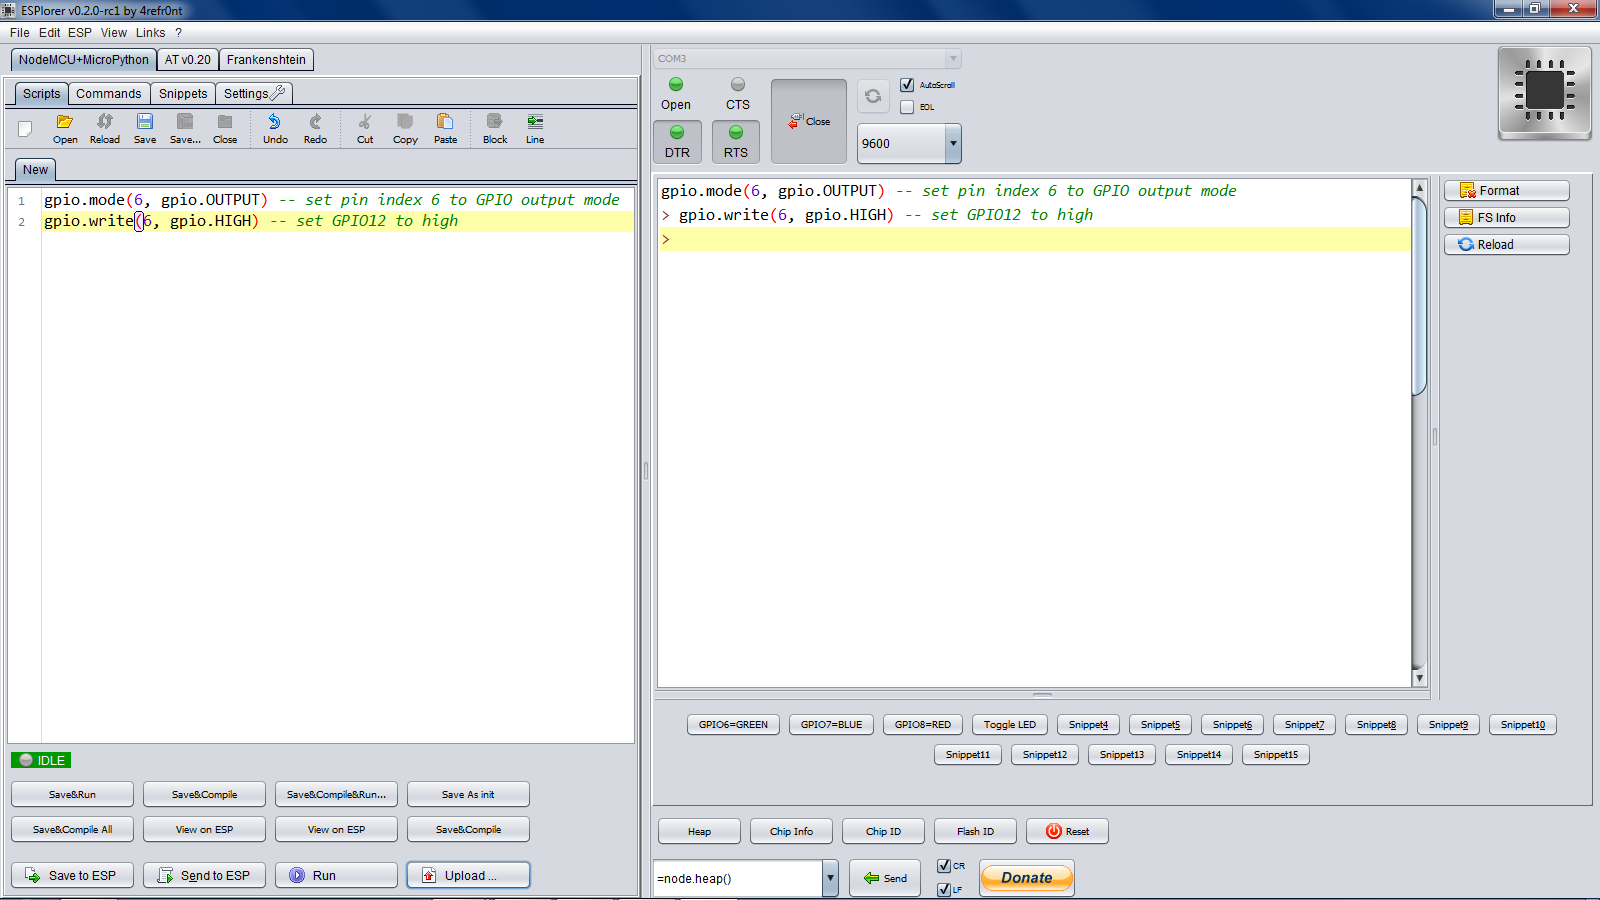 ESPlorer v0.2.0-rc1 by 4refr0nt
File Edit ESP View Links ?
NodeMCU+MicroPython AT v0.20 Frankenshtein
Scripts Commands Snippets Settings
Open Reload Save Save... Close Undo Redo Cut Copy Paste Block Line
New
1 gpio.mode(6, gpio.OUTPUT) -- set pin index 6 to GPIO output mode
2 gpio.write(6, gpio.HIGH) -- set GPIO12 to high
IDLE
Save&Run Save&Compile Save&Compile&Run... Save As init
Save&Compile All View on ESP View on ESP Save&Compile
Save to ESP Send to ESP Run Upload ...
COM3
Open CTS Close AutoScroll
EOL
DTR RTS 9600
gpio.mode(6, gpio.OUTPUT) -- set pin index 6 to GPIO output mode
> gpio.write(6, gpio.HIGH) -- set GPIO12 to high
>
Format
FS Info
Reload
GPIO6=GREEN GPIO7=BLUE GPIO8=RED Toggle LED Snippet4 Snippet5 Snippet6 Snippet7 Snippet8 Snippet9 Snippet10
Snippet11 Snippet12 Snippet13 Snippet14 Snippet15
Heap Chip Info Chip ID Flash ID Reset
=node.heap() Send CR Donate
LF